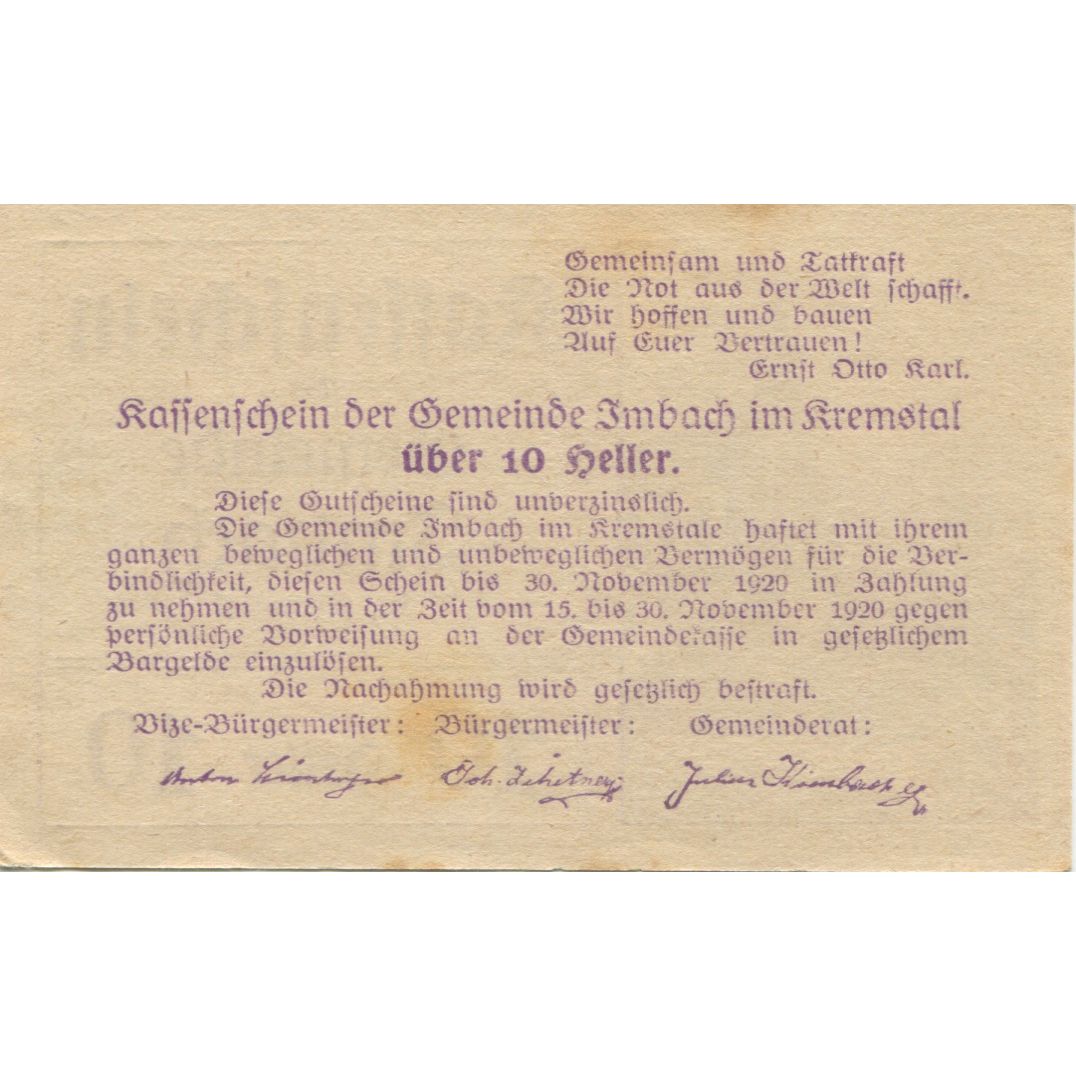 Gemeinsam und Tatkraft
Die Not aus der Welt schafft.
Wir hoffen und bauen
Auf Euer Vertrauen!
Ernst Otto Karl.
Kassenschein der Gemeinde Imbach im Kremstal
über 10 Heller.
Diese Gutscheine sind unverzinslich.
Die Gemeinde Imbach im Kremstale haftet mit ihrem
ganzen beweglichen und unbeweglichen Vermögen für die Ver-
bindlichkeit, diesen Schein bis 30. November 1920 in Zahlung
zu nehmen und in der Zeit vom 15. bis 30. November 1920 gegen
persönliche Vorweisung an der Gemeindekasse in gesetzlichem
Bargelde einzulösen.
Die Nachahmung wird gesetzlich bestraft.
Vize-Bürgermeister: Bürgermeister: Gemeinderat:
Anton Joh. Julius